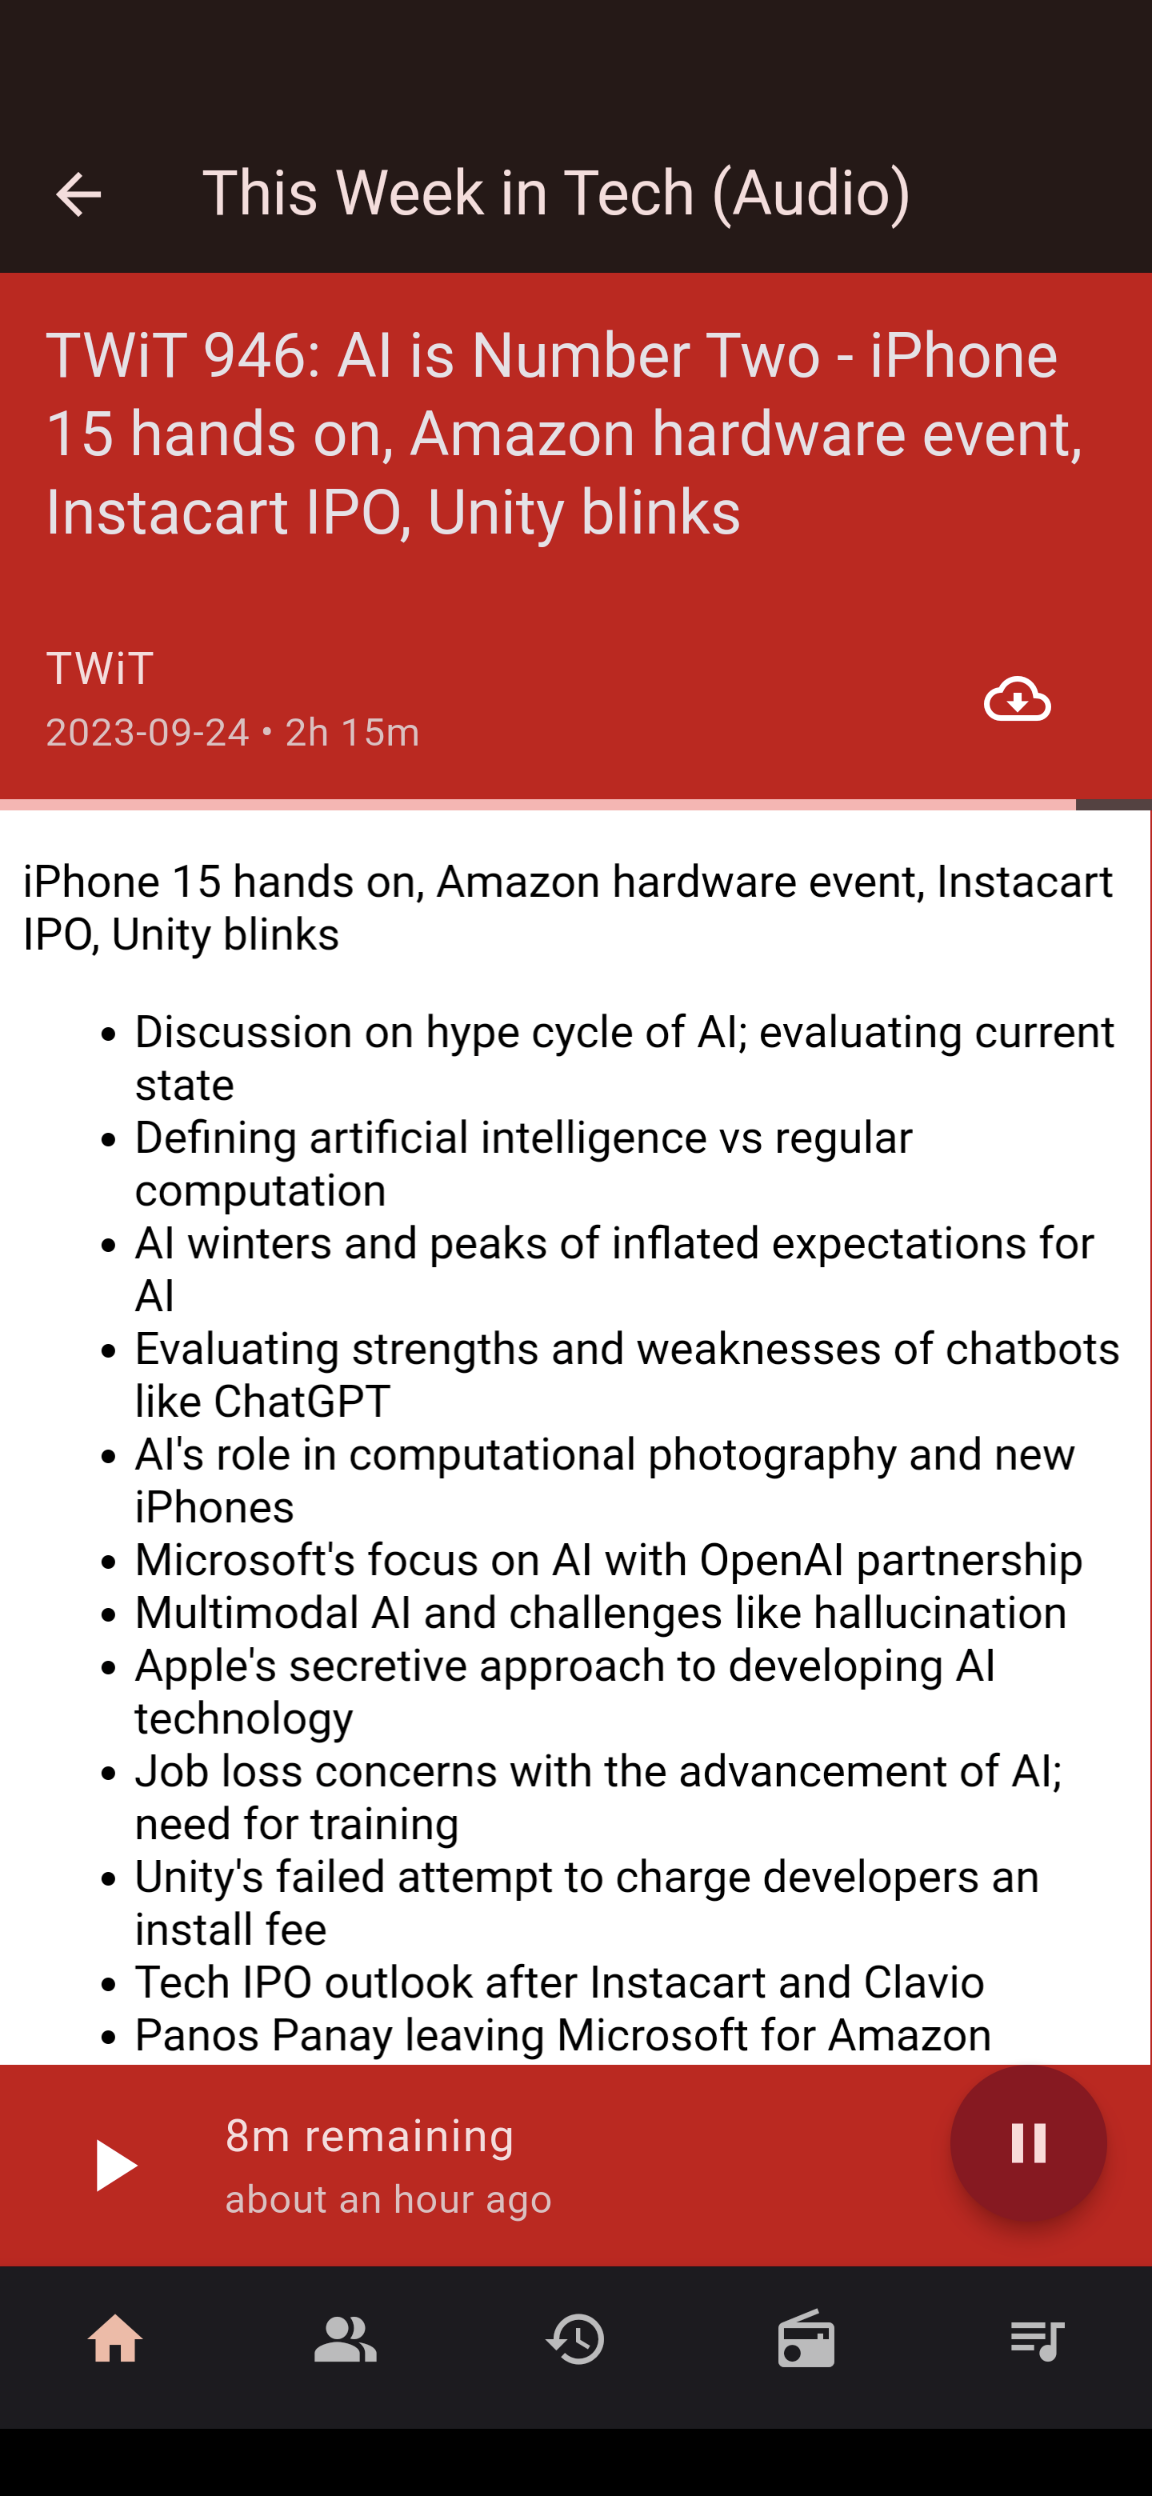 This Week in Tech (Audio)
TWiT 946: AI is Number Two - iPhone
15 hands on, Amazon hardware event,
Instacart IPO, Unity blinks
TWiT
2023-09-24 • 2h 15m
iPhone 15 hands on, Amazon hardware event, Instacart
IPO, Unity blinks
• Discussion on hype cycle of AI; evaluating current
state
• Defining artificial intelligence vs regular
computation
• AI winters and peaks of inflated expectations for
AI
• Evaluating strengths and weaknesses of chatbots
like ChatGPT
• AI's role in computational photography and new
iPhones
• Microsoft's focus on AI with OpenAI partnership
• Multimodal AI and challenges like hallucination
• Apple's secretive approach to developing AI
technology
• Job loss concerns with the advancement of AI;
need for training
• Unity's failed attempt to charge developers an
install fee
• Tech IPO outlook after Instacart and Clavio
• Panos Panay leaving Microsoft for Amazon
8m remaining
about an hour ago